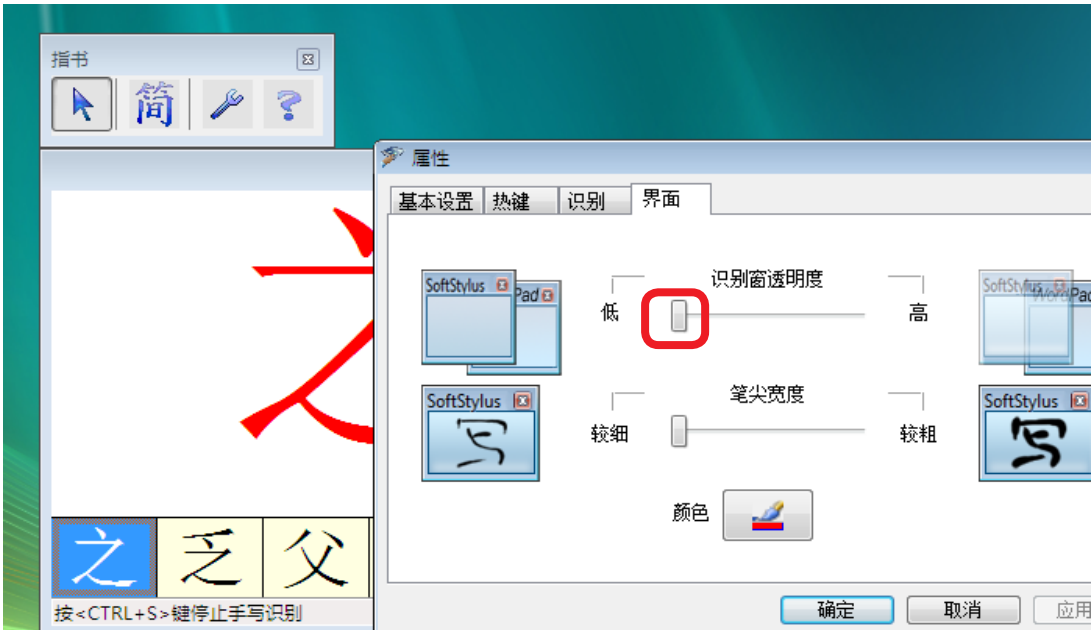 指书
简
属性
基本设置 热键 识别 界面
SoftStylus
Pad
低
识别窗透明度
高
SoftStylus
WordPad
SoftStylus
写
较细
笔尖宽度
较粗
SoftStylus
写
颜色
之 乏 父
按<CTRL+S>键停止手写识别
确定 取消 应用